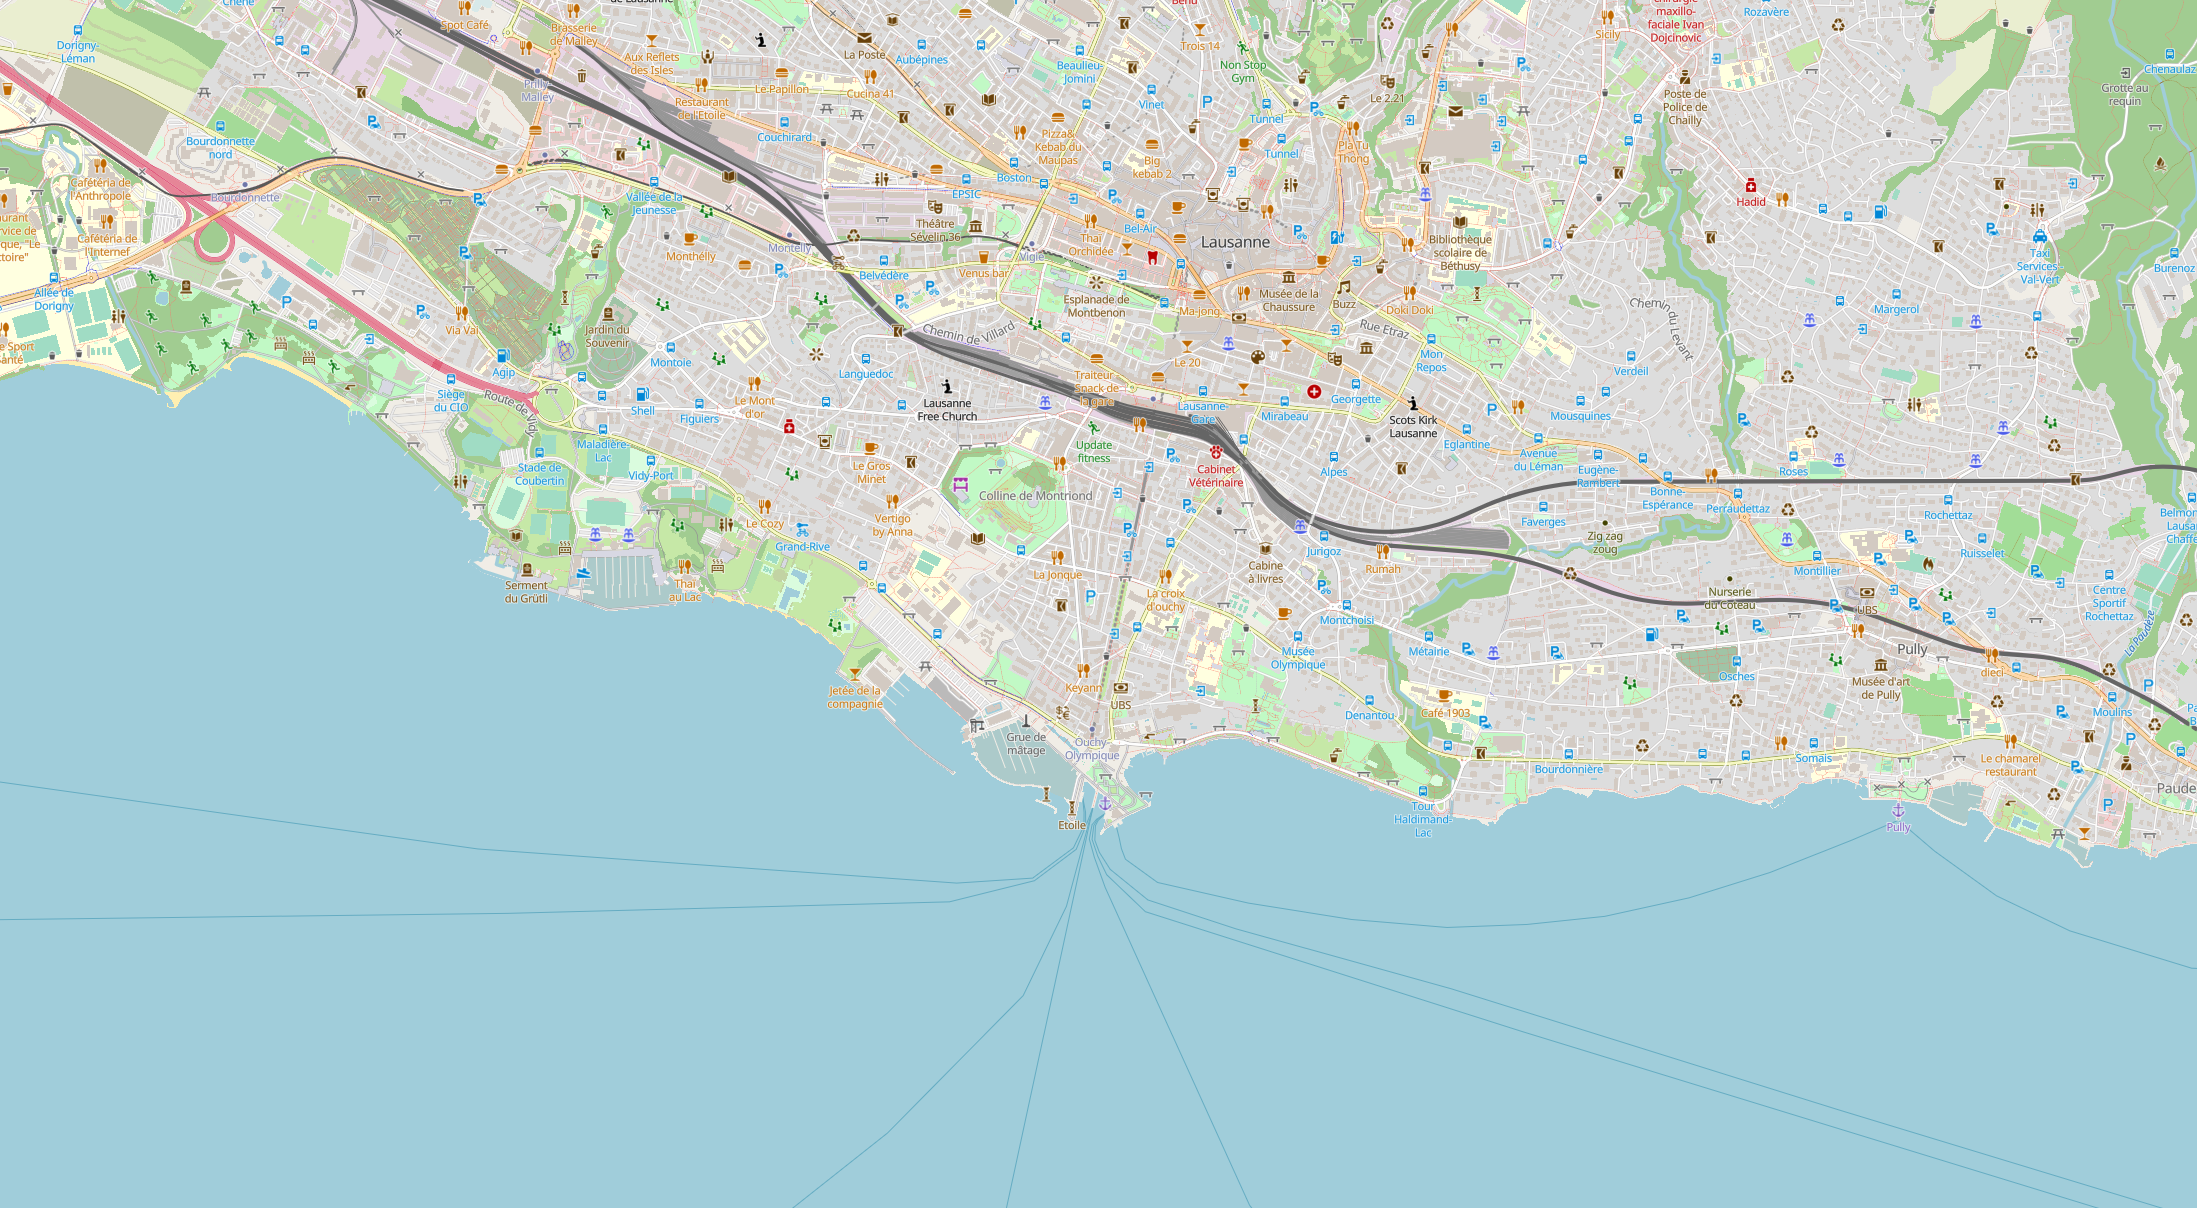 Chêne
Spot Café
Dorigny-
Léman
Brasserie
de Malley
Aux Reflets
des Isles
La Poste
Aubépines
Beaulieu-
Jomini
Trois 14
Non Stop
Gym
Sicily
chirurgie
maxillo-
faciale Ivan
Dojcinovic
Rozavère
Chenaulaz
Prilly-
Malley
Restaurant
de l'Etoile
Le Papillon
Cucina 41
Vinet
Le 2.21
Poste de
Police de
Chailly
Grotte au
requin
Bourdonnette
nord
Couchirard
Pizza&
Kebab du
Maupas
Big
kebab 2
Tunnel
Tunnel
Pla Tu
Thong
Boston
Cafétéria de
l'Anthropole
Bourdonnette
Vallée de la
Jeunesse
EPSIC
Hadid
Cafétéria de
l'Internef
Théâtre
Sévelin 36
Bel-Air
Lausanne
Thaï
Orchidée
Vigie
Montelly
Monthélly
Bibliothèque
scolaire de
Béthusy
Taxi
Services -
Val-Vert
Burenoz
Belvédère
Venus bar
Allée de
Dorigny
Esplanade de
Montbenon
Ma-jong
Musée de la
Chaussure
Buzz
Doki Doki
Margerol
Chemin du Levant
Via Vai
Jardin du
Souvenir
Chemin de Villard
Rue Etraz
Montoie
Languedoc
Le 20
Mon
Repos
Verdeil
Agip
Siège
du CIO
Route de Vidy
Shell
Figuiers
Le Mont
d'or
Lausanne
Free Church
Traiteur -
Snack de
la gare
Lausanne-
Gare
Mirabeau
Georgette
Scots Kirk
Lausanne
Mousquines
Maladière-
Lac
Update
fitness
Eglantine
Avenue
du Léman
Stade de
Coubertin
Vidy-Port
Le Gros
Minet
Cabinet
Vétérinaire
Alpes
Eugène-
Rambert
Bonne-
Espérance
Roses
Colline de Montriond
Perraudettaz
Rochettaz
Le Cozy
Vertigo
by Anna
Faverges
Grand-Rive
Jurigoz
Zig zag
zoug
Ruisselet
Serment
du Grütli
Thaï
au Lac
La Jonque
Cabine
à livres
Rumah
Montillier
La croix
d'ouchy
Nurserie
du Coteau
UBS
Centre
Sportif
Rochettaz
Montchoisi
Musée
Olympique
Métairie
Pully
La Paudèze
Osches
Musée d'art
de Pully
dieci
Jetée de la
compagnie
Keyann
UBS
Denantou
Café 1903
Moulins
Grue de
mâtage
Ouchy
Olympique
Bourdonnière
Somaïs
Le chamarel
restaurant
Etoile
Tour
Haldimand-
Lac
Pully